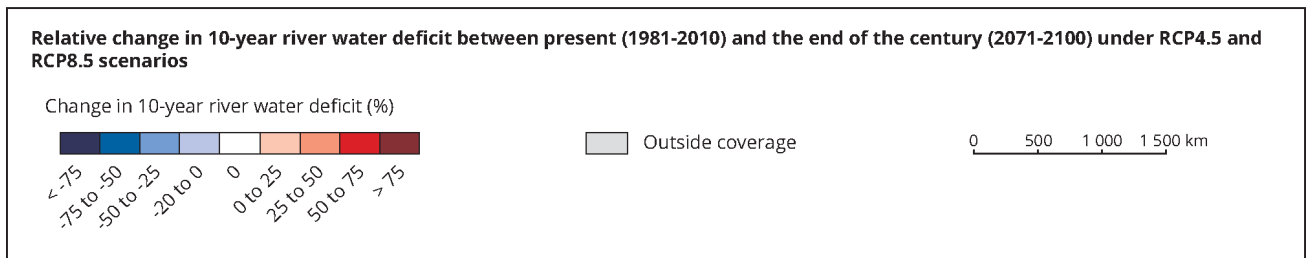 Relative change in 10-year river water deficit between present (1981-2010) and the end of the century (2071-2100) under RCP4.5 and
RCP8.5 scenarios
Change in 10-year river water deficit (%)
< -75
-75 to -50
-50 to -25
-20 to 0
0
0 to 25
25 to 50
50 to 75
> 75
Outside coverage
0 500 1 000 1 500 km